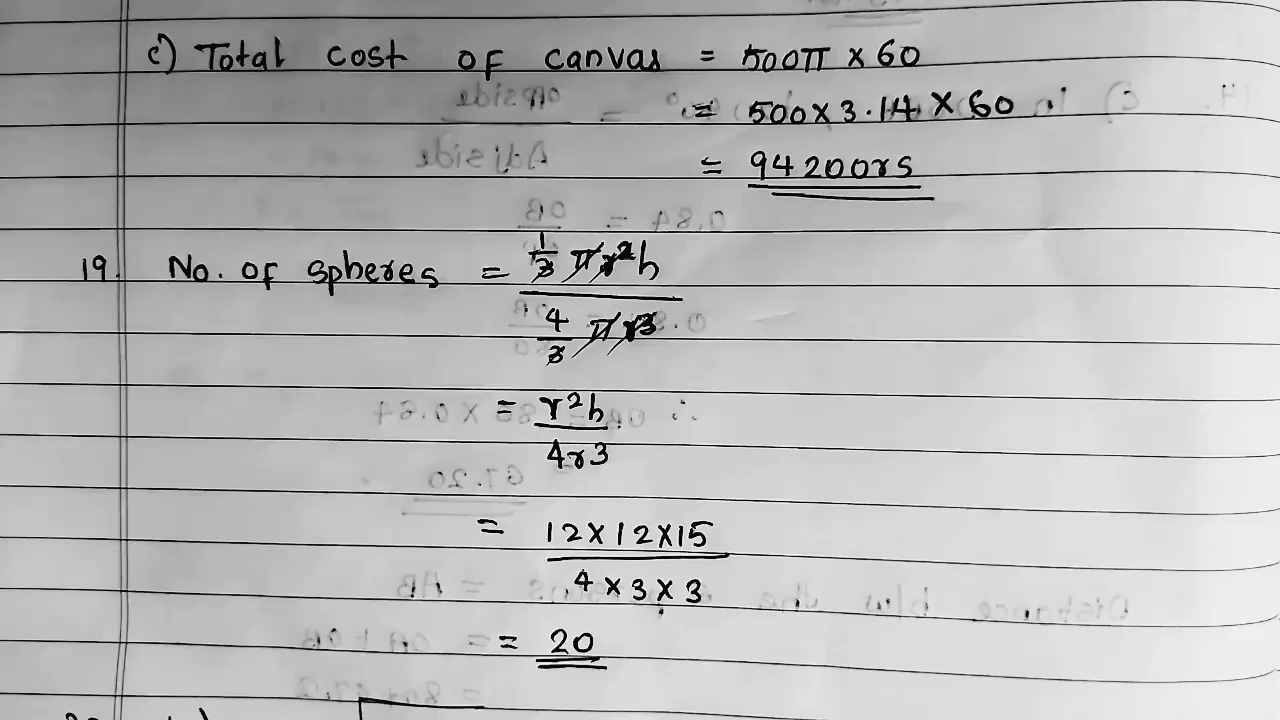 c) Total cost of canvas = 500π × 60
= 500 × 3.14 × 60
= 94200rs
19. No. of spheres = 1/3 πr²h / 4/3 πr3
= r²h / 4r3
= 12×12×15 / 4×3×3
= 20